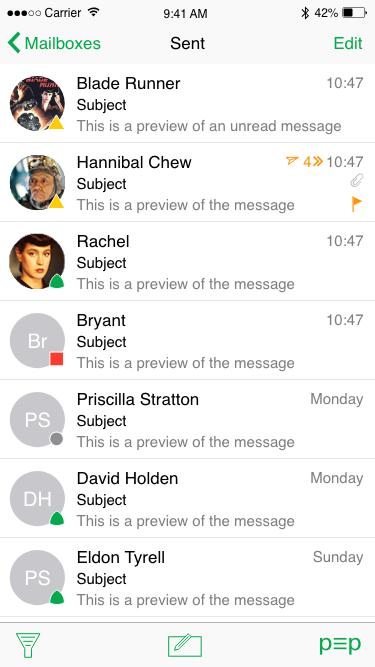 Carrier 9:41 AM 42%
Mailboxes Sent Edit
Blade Runner 10:47
Subject
This is a preview of an unread message
Hannibal Chew 4 10:47
Subject
This is a preview of the message
Rachel 10:47
Subject
This is a preview of the message
Br Bryant 10:47
Subject
This is a preview of the message
PS Priscilla Stratton Monday
Subject
This is a preview of the message
DH David Holden Monday
Subject
This is a preview of the message
PS Eldon Tyrell Sunday
Subject
This is a preview of the message
p≡p